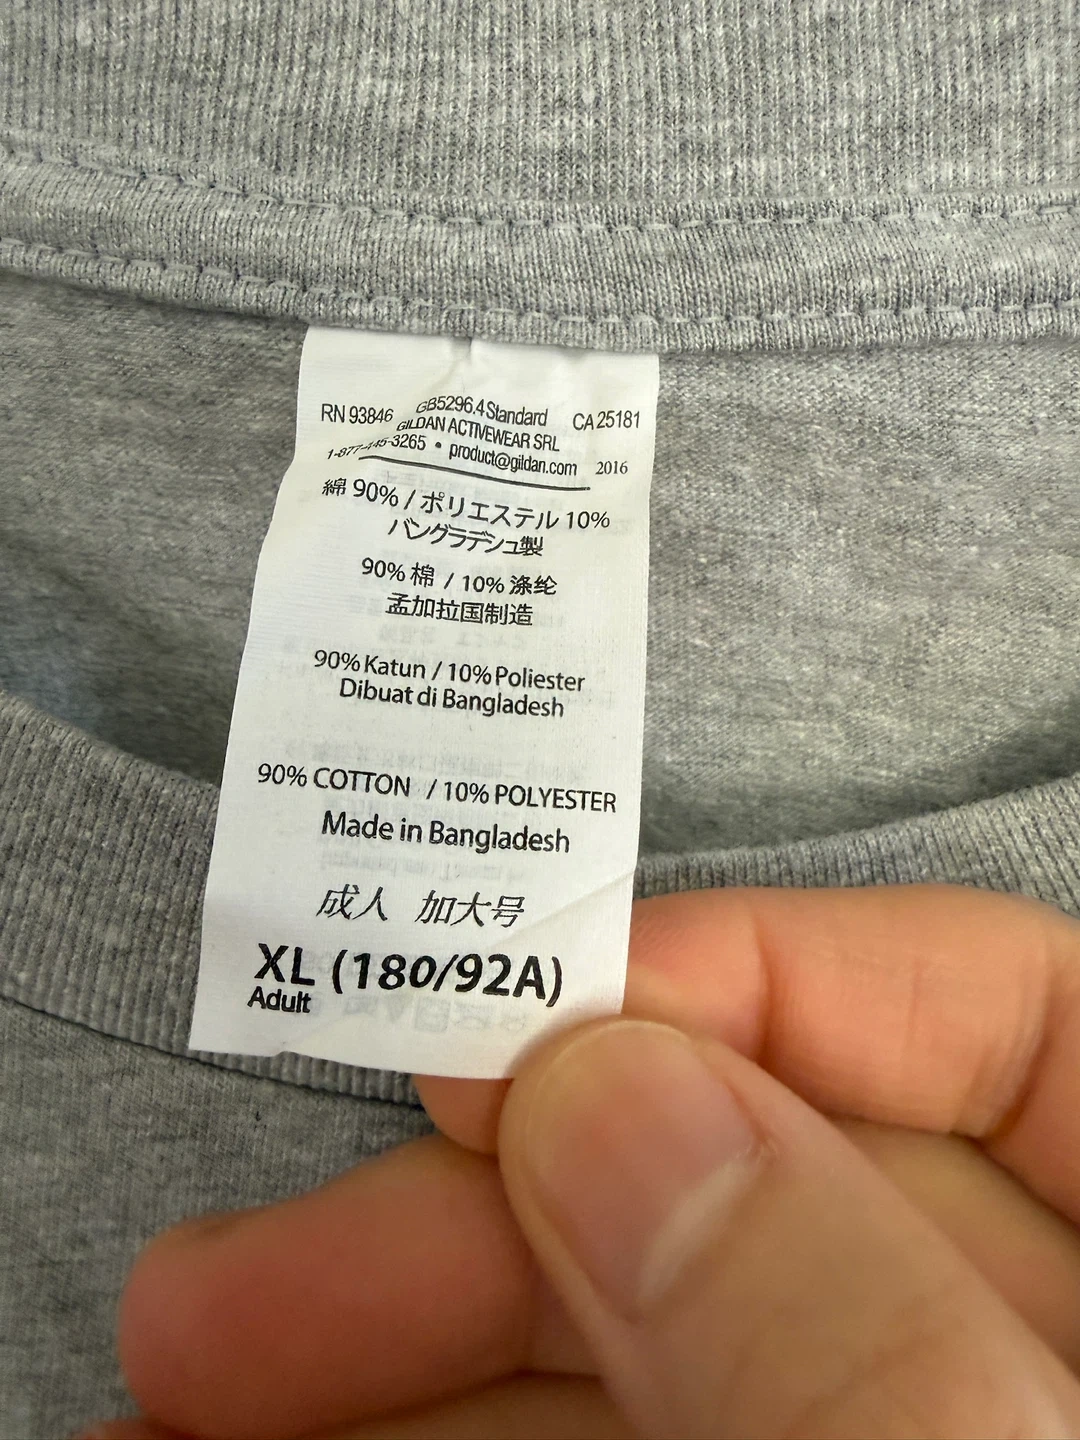 RN 93846 GB5296.4 Standard CA 25181
GILDAN ACTIVEWEAR SRL
1-877-445-3265 • product@gildan.com 2016
綿 90% / ポリエステル 10%
バングラデシュ製
90% 棉 / 10% 涤纶
孟加拉国制造
90% Katun / 10% Poliester
Dibuat di Bangladesh
90% COTTON / 10% POLYESTER
Made in Bangladesh
成人 加大号
XL (180/92A)
Adult